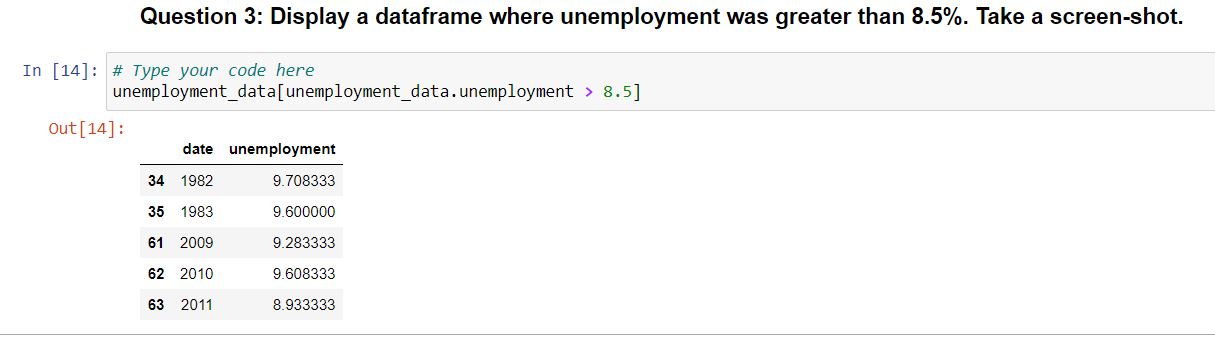 Question 3: Display a dataframe where unemployment was greater than 8.5%. Take a screen-shot.
In [14]: # Type your code here
unemployment_data[unemployment_data.unemployment > 8.5]
Out[14]:
date unemployment
34 1982 9.708333
35 1983 9.600000
61 2009 9.283333
62 2010 9.608333
63 2011 8.933333